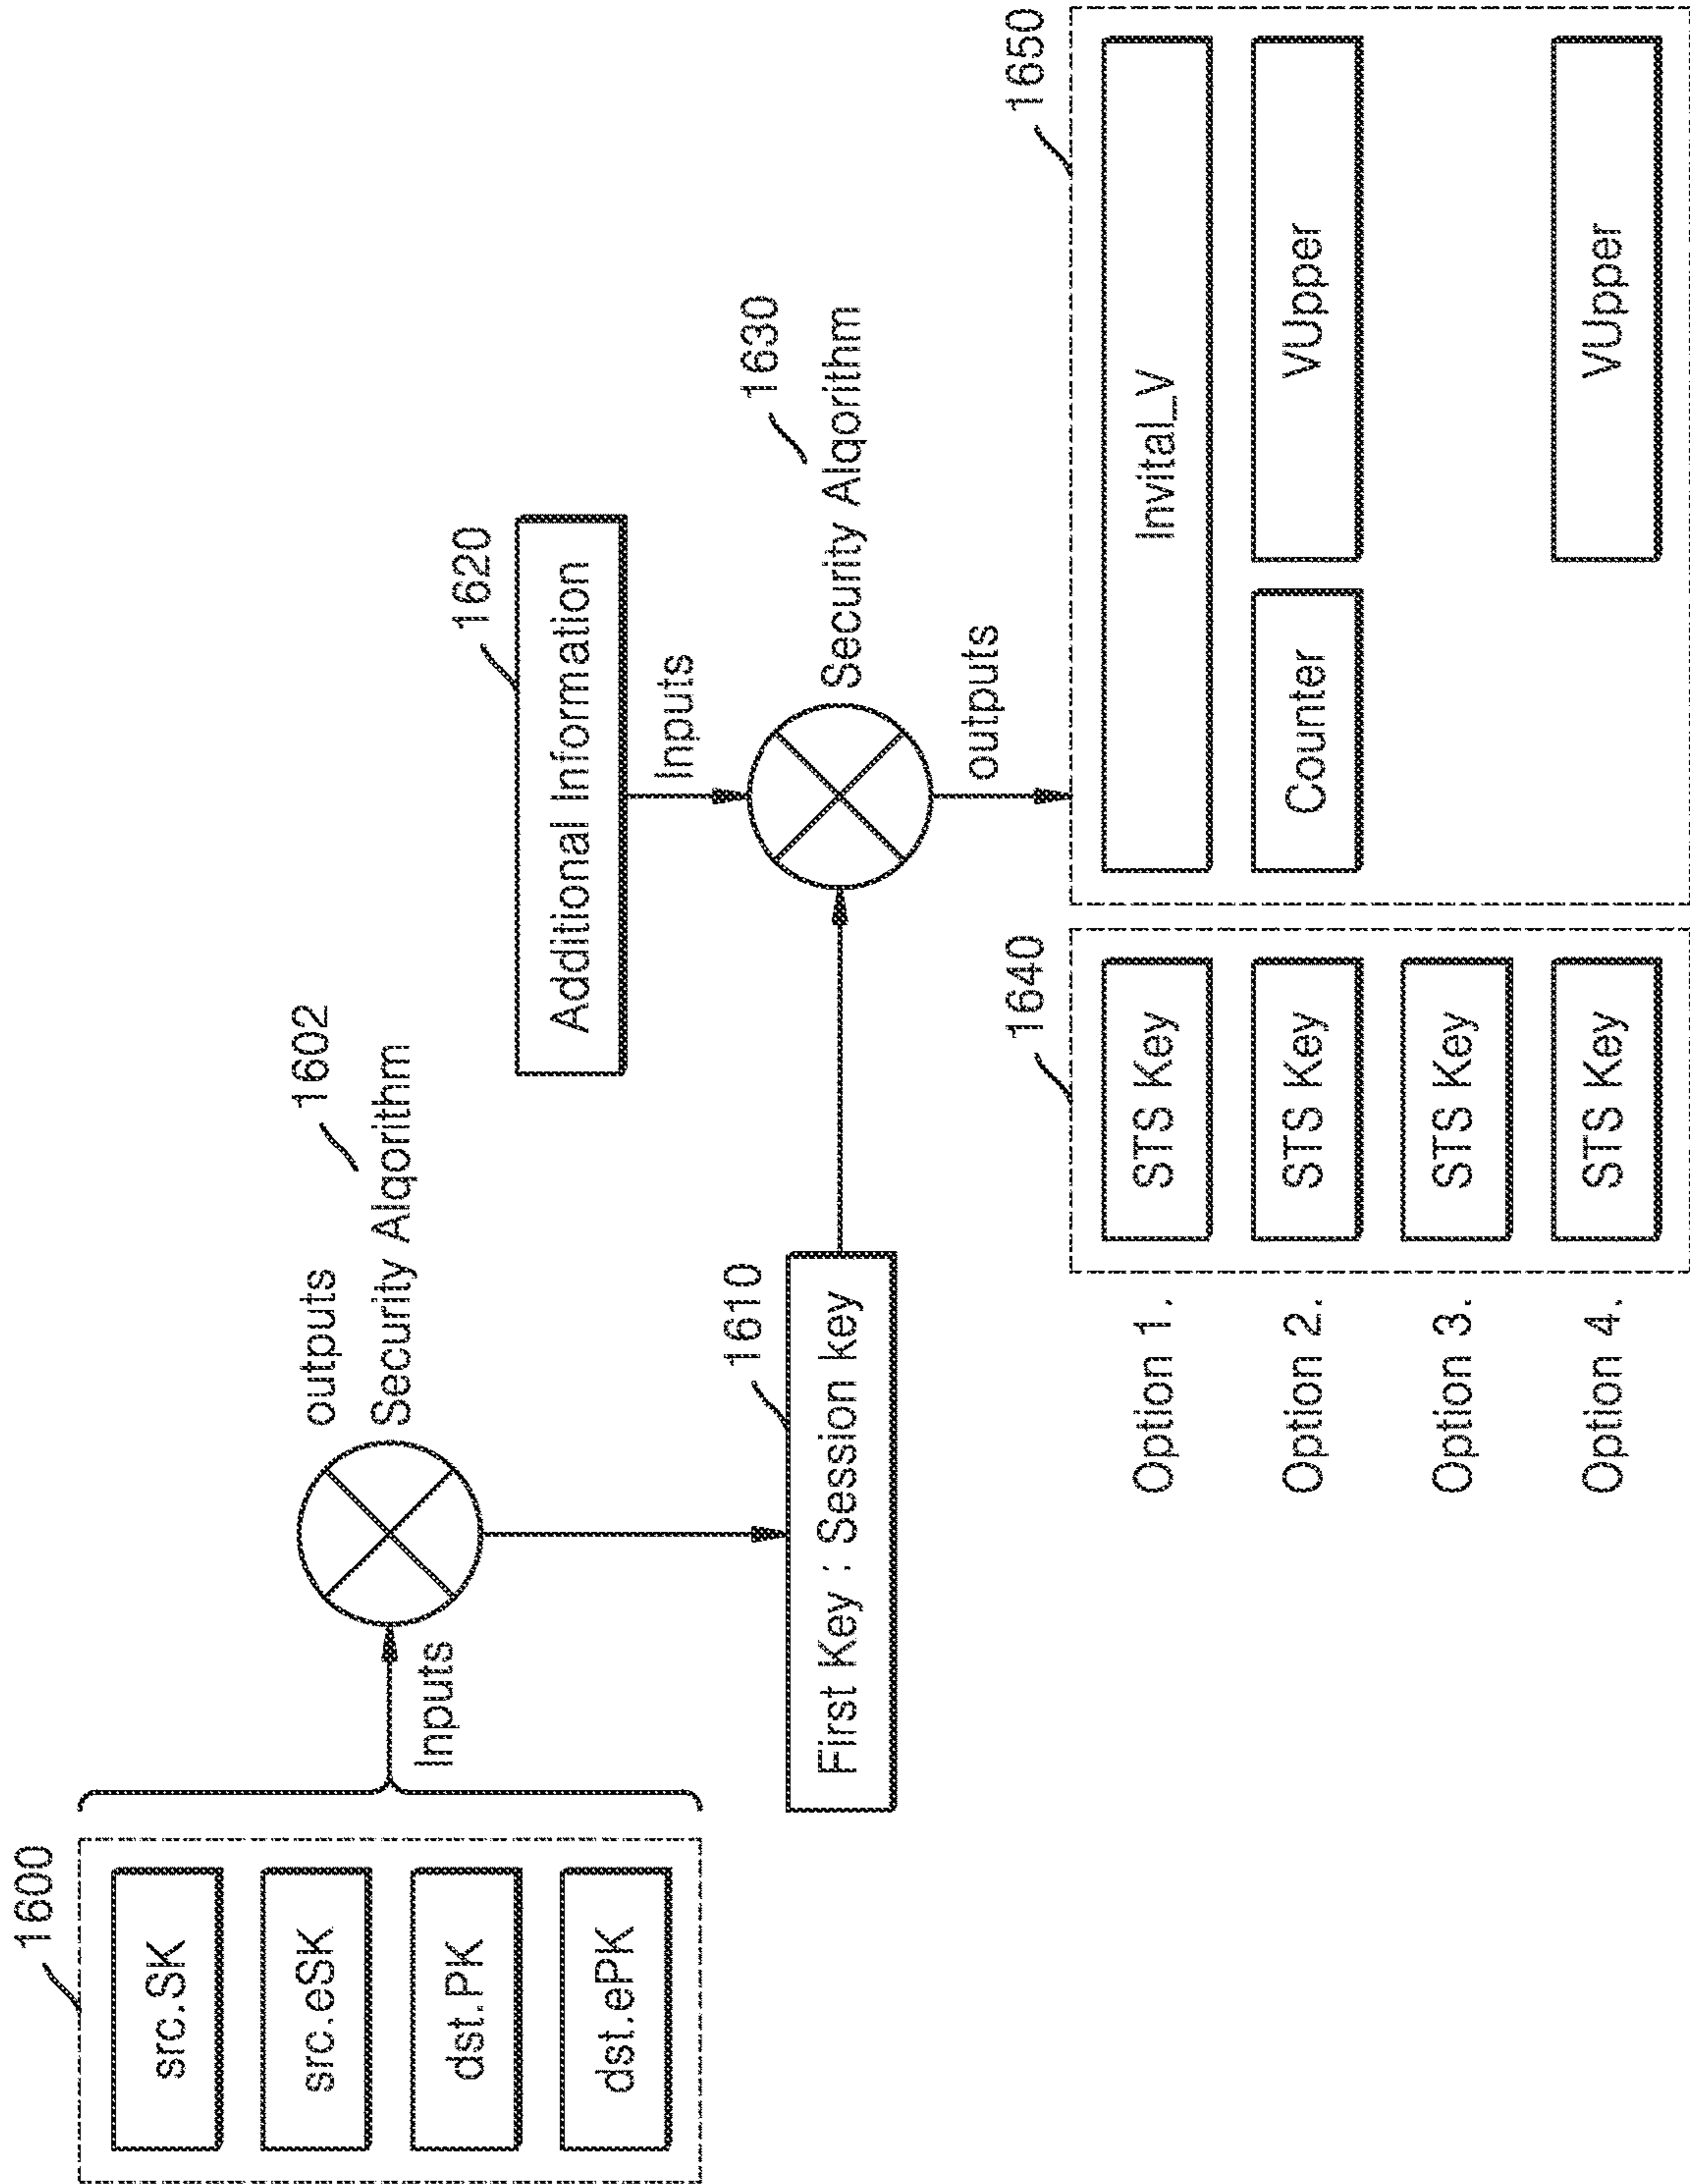 1600
src.SK
src.eSK
dst.PK
dst.ePK
Inputs
outputs
1602
Security Alqorithm
1610
First Key : Session key
1620
Additional Information
Inputs
1630
Security Alqorithm
outputs
1640
1650
Option 1.
STS Key
Invital_V
Option 2.
STS Key
Counter
VUpper
Option 3.
STS Key
Option 4.
STS Key
VUpper